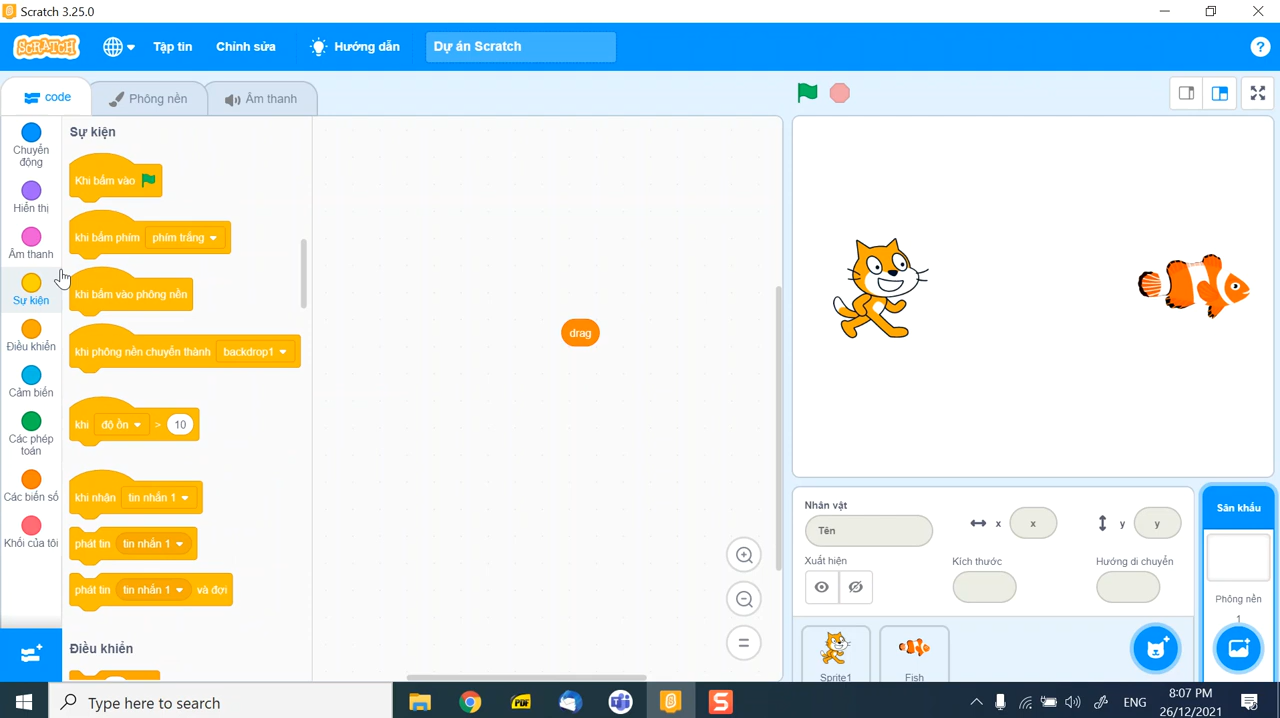 Scratch 3.25.0
SCRATCH
Tập tin
Chỉnh sửa
Hướng dẫn
Dự án Scratch
?
code
Phông nền
Âm thanh
Chuyển động
Hiển thị
Âm thanh
Sự kiện
Điều khiển
Cảm biến
Các phép toán
Các biến số
Khối của tôi
Sự kiện
Khi bấm vào
khi bấm phím phím trắng
khi bấm vào phông nền
khi phông nền chuyển thành backdrop1
khi độ ồn > 10
khi nhận tin nhắn 1
phát tin tin nhắn 1
phát tin tin nhắn 1 và đợi
Điều khiển
drag
Nhân vật
Tên
x x
y y
Xuất hiện
Kích thước
Hướng di chuyển
Sprite1
Fish
Sân khấu
Phông nền
1
Type here to search
PDF
ENG
8:07 PM
26/12/2021